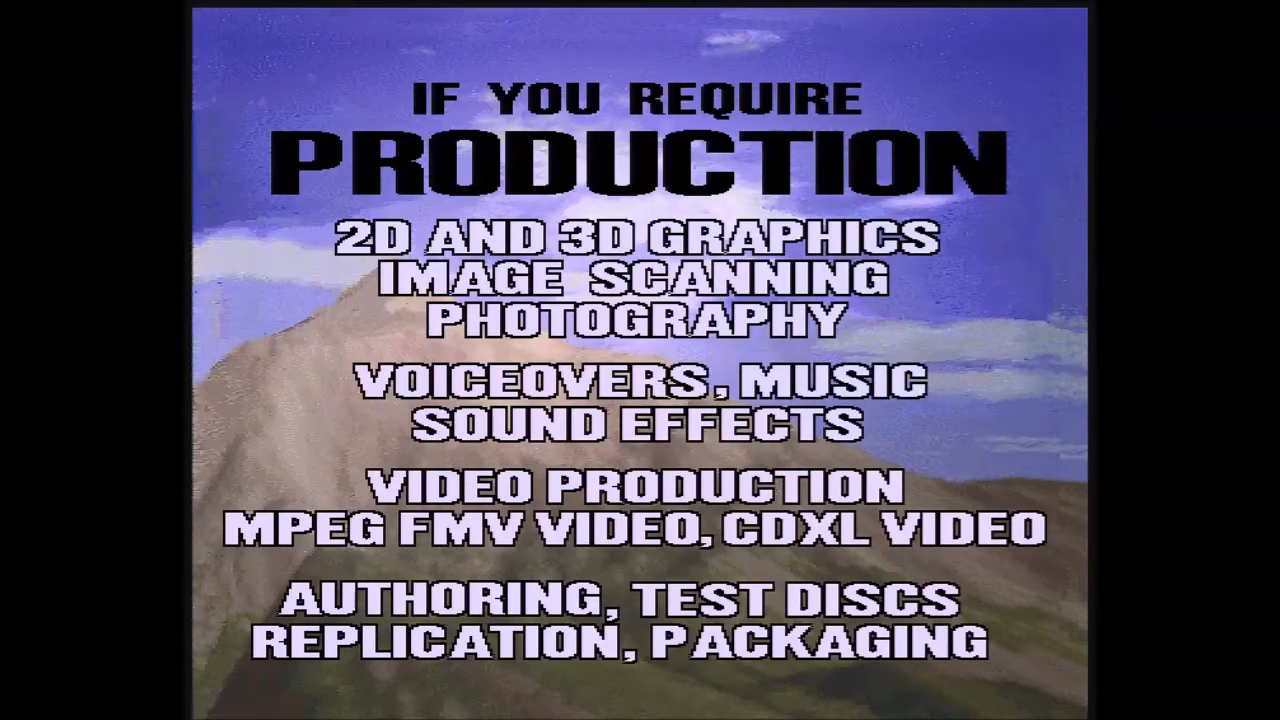 IF YOU REQUIRE
PRODUCTION
2D AND 3D GRAPHICS
IMAGE SCANNING
PHOTOGRAPHY
VOICEOVERS, MUSIC
SOUND EFFECTS
VIDEO PRODUCTION
MPEG FMV VIDEO, CDXL VIDEO
AUTHORING, TEST DISCS
REPLICATION, PACKAGING